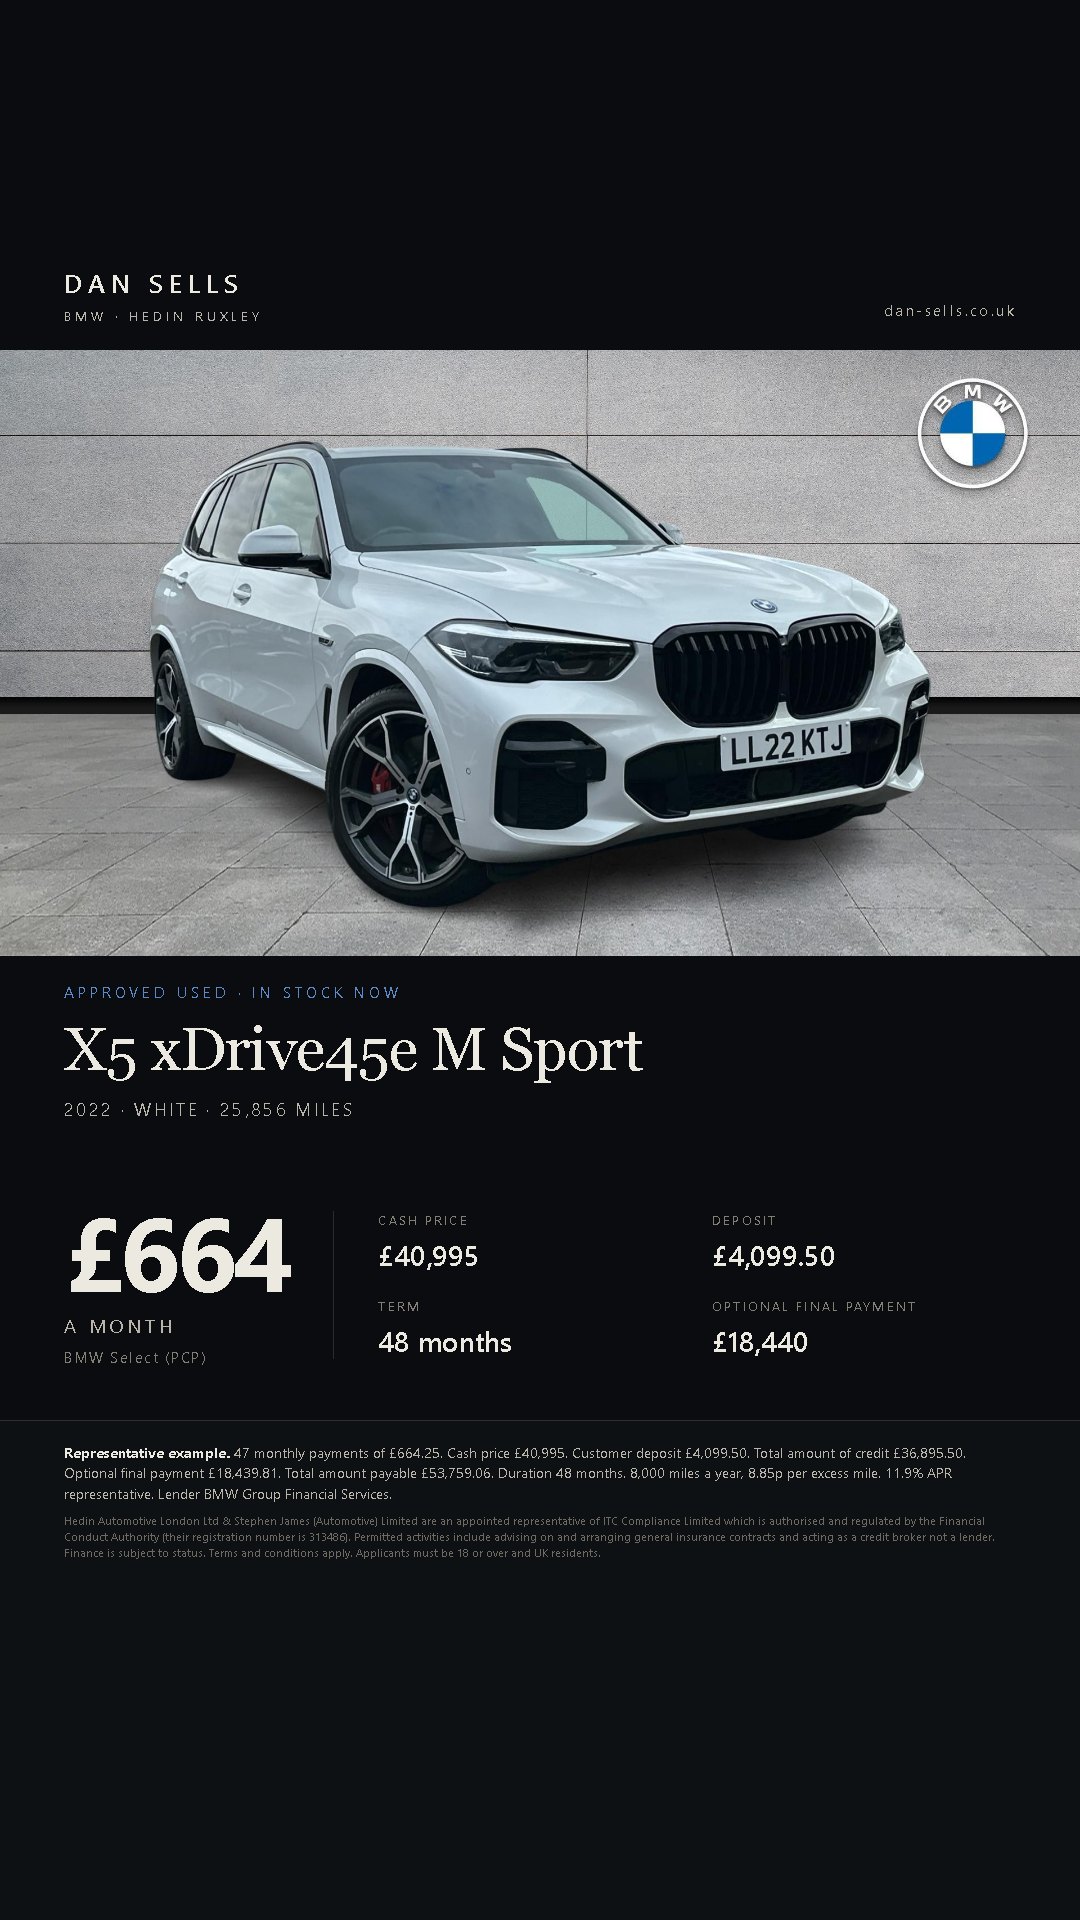 DAN SELLS
BMW · HEDIN RUXLEY
dan-sells.co.uk
BMW
LL22 KTJ
APPROVED USED · IN STOCK NOW
X5 xDrive45e M Sport
2022 · WHITE · 25,856 MILES
£664
A MONTH
BMW Select (PCP)
CASH PRICE
£40,995
DEPOSIT
£4,099.50
TERM
48 months
OPTIONAL FINAL PAYMENT
£18,440
Representative example. 47 monthly payments of £664.25. Cash price £40,995. Customer deposit £4,099.50. Total amount of credit £36,895.50.
Optional final payment £18,439.81. Total amount payable £53,759.06. Duration 48 months. 8,000 miles a year, 8.85p per excess mile. 11.9% APR
representative. Lender BMW Group Financial Services.
Hedin Automotive London Ltd & Stephen James (Automotive) Limited are an appointed representative of ITC Compliance Limited which is authorised and regulated by the Financial
Conduct Authority (their registration number is 313486). Permitted activities include advising on and arranging general insurance contracts and acting as a credit broker not a lender.
Finance is subject to status. Terms and conditions apply. Applicants must be 18 or over and UK residents.